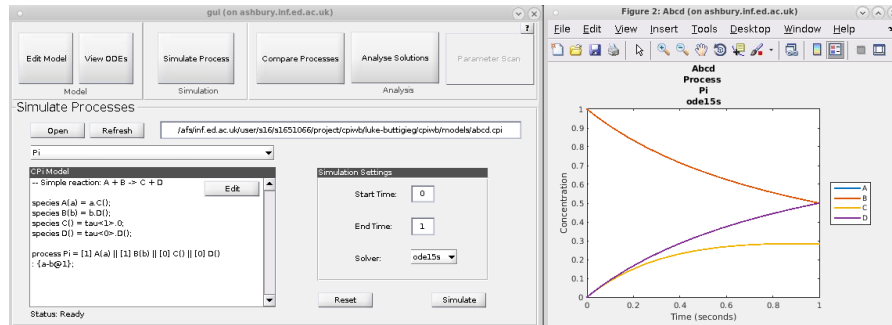 gui (on ashbury.inf.ed.ac.uk)
?
Edit Model
View ODEs
Simulate Process
Compare Processes
Analyse Solutions
Parameter Scan
Model
Simulation
Analysis
Simulate Processes
Open
Refresh
/afs/inf.ed.ac.uk/user/s16/s1651066/project/cpiwb/luke-buttigieg/cpiwb/models/abcd.cpi
Pi
CPi Model
-- Simple reaction: A + B -> C + D
Edit
species A(a) = a.C();
species B(b) = b.D();
species C() = tau<1>.0;
species D() = tau<0>.D();
process Pi = [1] A(a) || [1] B(b) || [0] C() || [0] D()
: {a-b@1};
Status: Ready
Simulation Settings
Start Time:
0
End Time:
1
Solver:
ode15s
Reset
Simulate
Figure 2: Abcd (on ashbury.inf.ed.ac.uk)
File Edit View Insert Tools Desktop Window Help
Abcd
Process
Pi
ode15s
Concentration
1
0.9
0.8
0.7
0.6
0.5
0.4
0.3
0.2
0.1
0
0 0.2 0.4 0.6 0.8 1
Time (seconds)
A
B
C
D